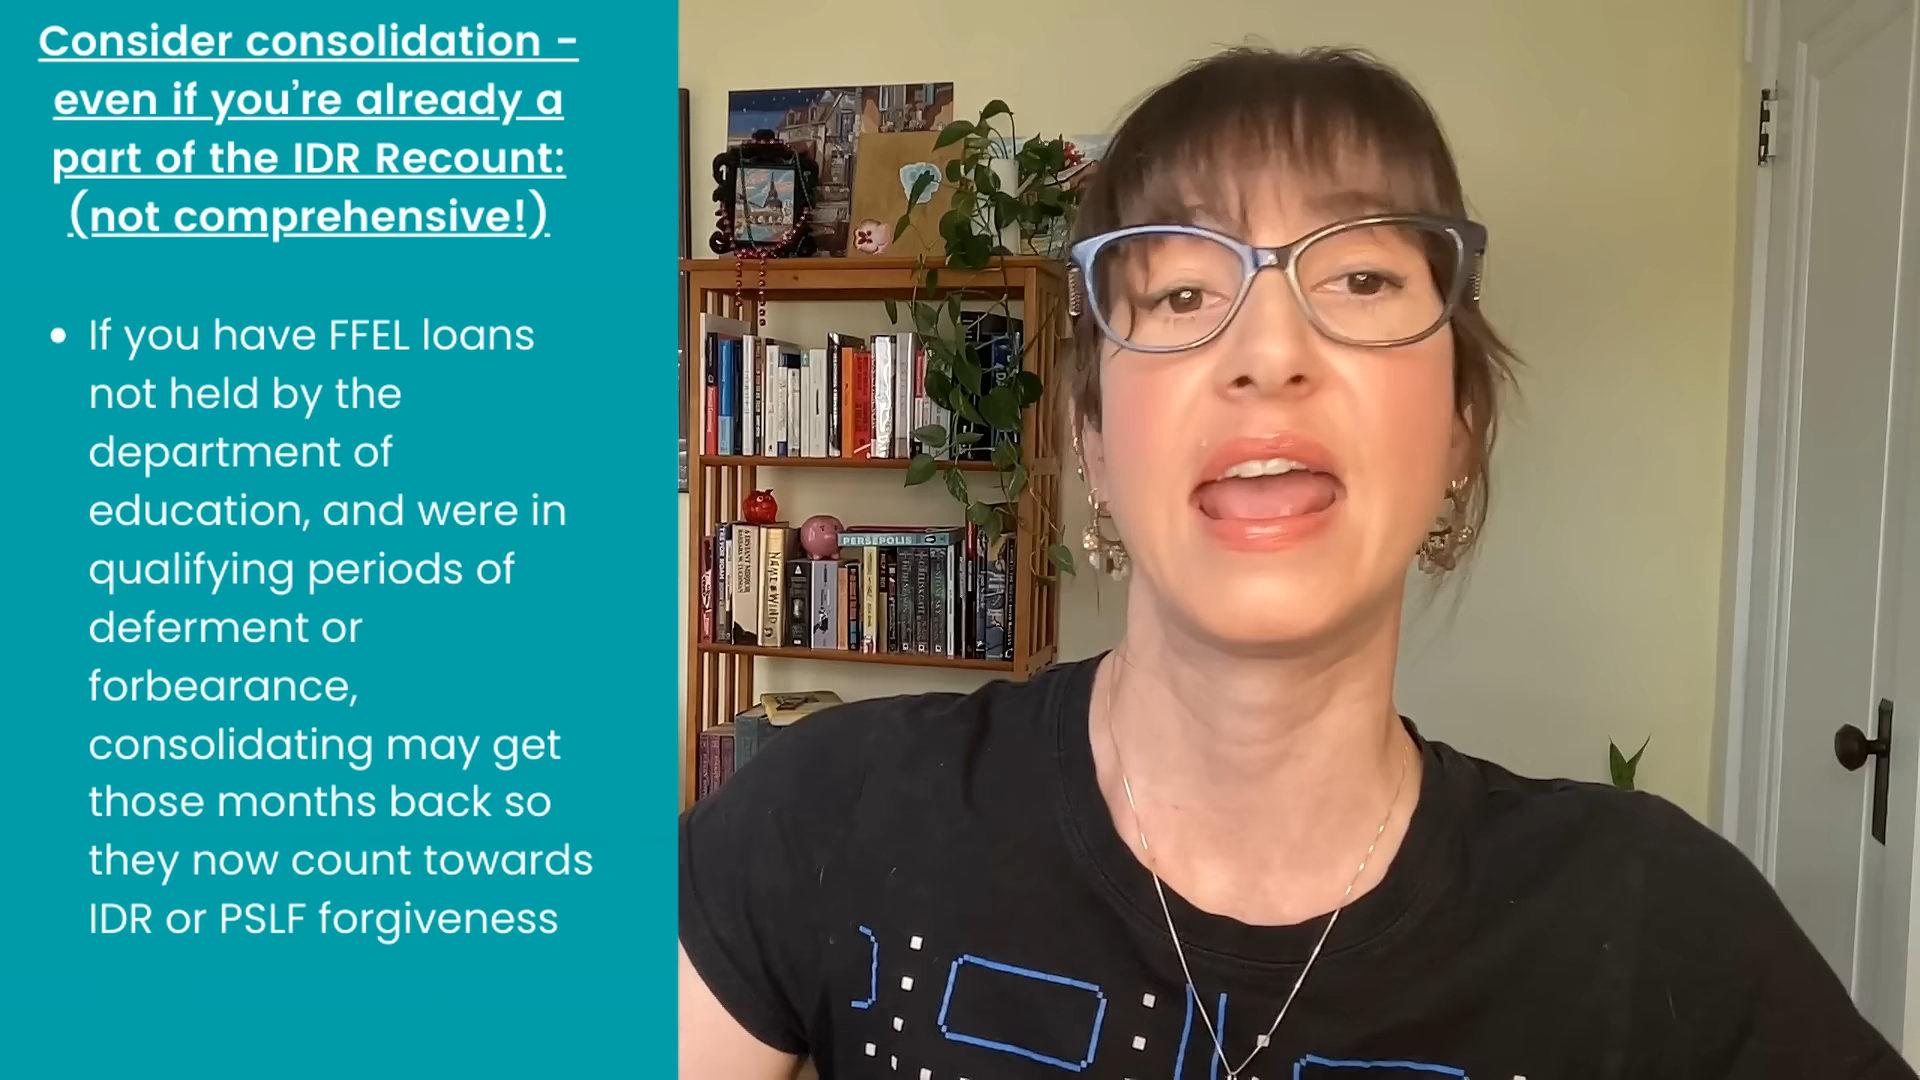 Consider consolidation -
even if you're already a
part of the IDR Recount:
(not comprehensive!)
• If you have FFEL loans
not held by the
department of
education, and were in
qualifying periods of
deferment or
forbearance,
consolidating may get
those months back so
they now count towards
IDR or PSLF forgiveness
PERSEPOLIS
NAME
WIND